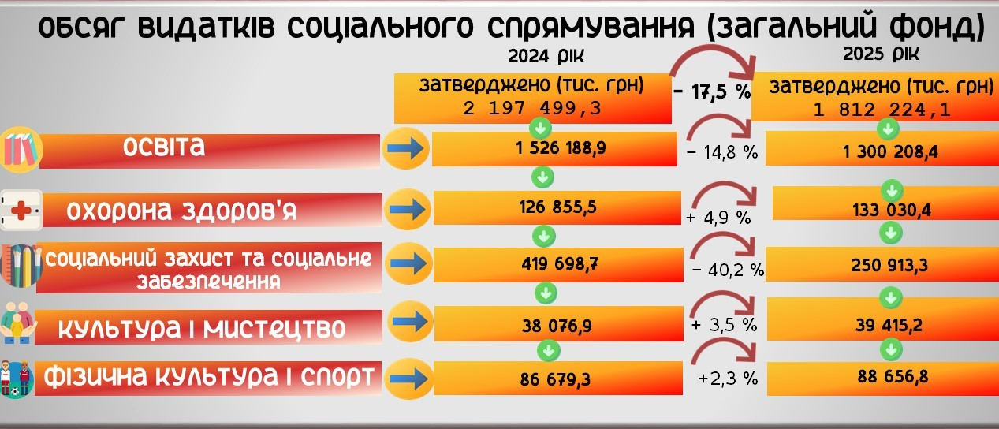 ОБСЯГ ВИДАТКІВ СОЦІАЛЬНОГО СПРЯМУВАННЯ (ЗАГАЛЬНИЙ ФОНД)
2024 РІК
2025 РІК
ЗАТВЕРДЖЕНО (ТИС. ГРН)
2 197 499,3
- 17,5 %
ЗАТВЕРДЖЕНО (ТИС. ГРН)
1 812 224,1
ОСВІТА
1 526 188,9
- 14,8 %
1 300 208,4
ОХОРОНА ЗДОРОВ'Я
126 855,5
+ 4,9 %
133 030,4
СОЦІАЛЬНИЙ ЗАХИСТ ТА СОЦІАЛЬНЕ
ЗАБЕЗПЕЧЕННЯ
419 698,7
- 40,2 %
250 913,3
КУЛЬТУРА І МИСТЕЦТВО
38 076,9
+ 3,5 %
39 415,2
ФІЗИЧНА КУЛЬТУРА І СПОРТ
86 679,3
+2,3 %
88 656,8